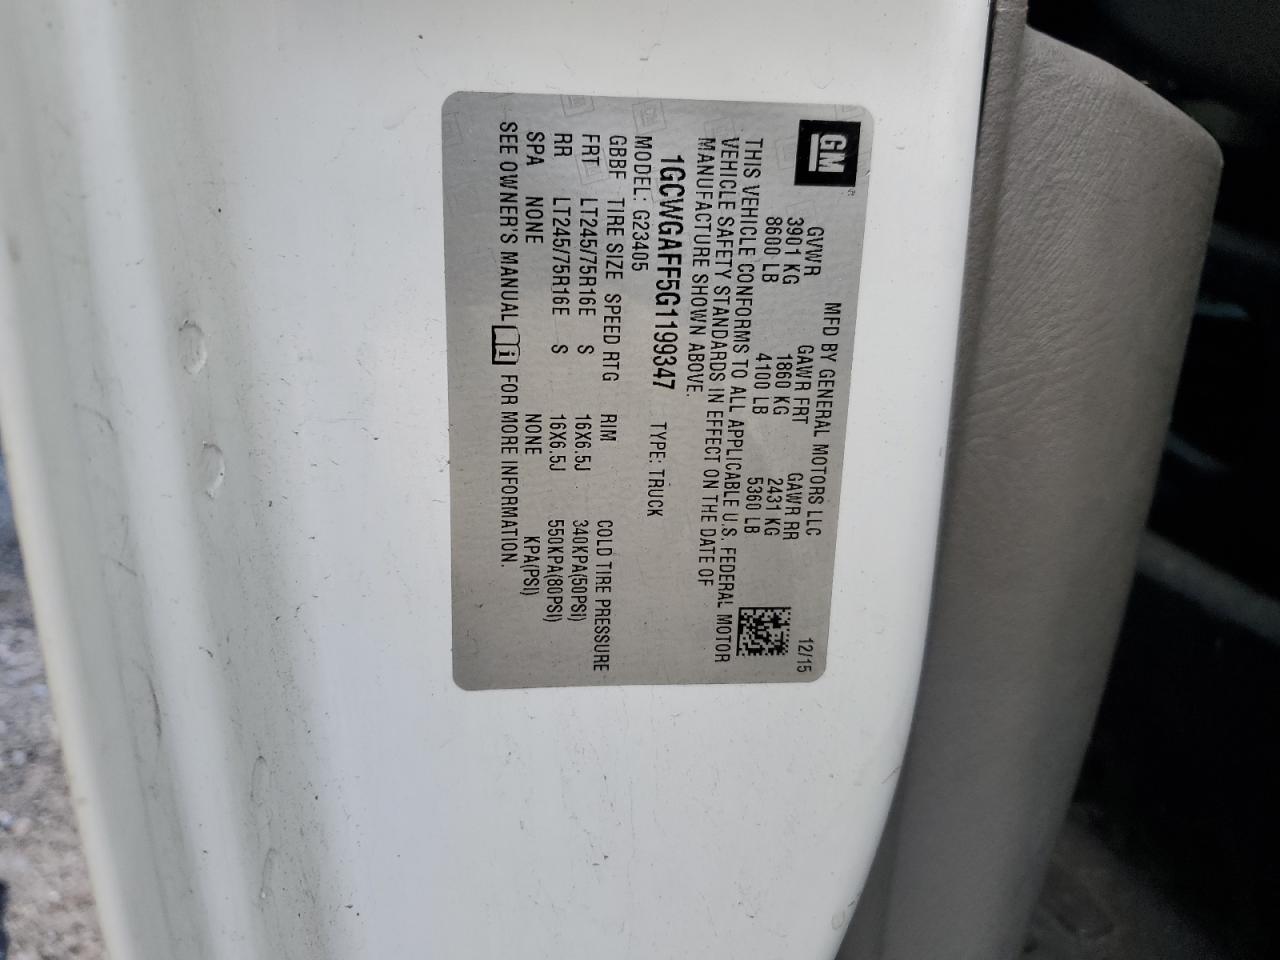 GM
MFD BY GENERAL MOTORS LLC
12/15
GVWR GAWR FRT GAWR RR
3901 KG 1860 KG 2431 KG
8600 LB 4100 LB 5360 LB
THIS VEHICLE CONFORMS TO ALL APPLICABLE U.S. FEDERAL MOTOR
VEHICLE SAFETY STANDARDS IN EFFECT ON THE DATE OF
MANUFACTURE SHOWN ABOVE.
1GCWGAFF5G1199347 TYPE: TRUCK
MODEL: G23405
GBBF TIRE SIZE SPEED RTG RIM COLD TIRE PRESSURE
FRT LT245/75R16E S 16X6.5J 340KPA(50PSI)
RR LT245/75R16E S 16X6.5J 550KPA(80PSI)
SPA NONE NONE KPA(PSI)
SEE OWNER'S MANUAL i FOR MORE INFORMATION.